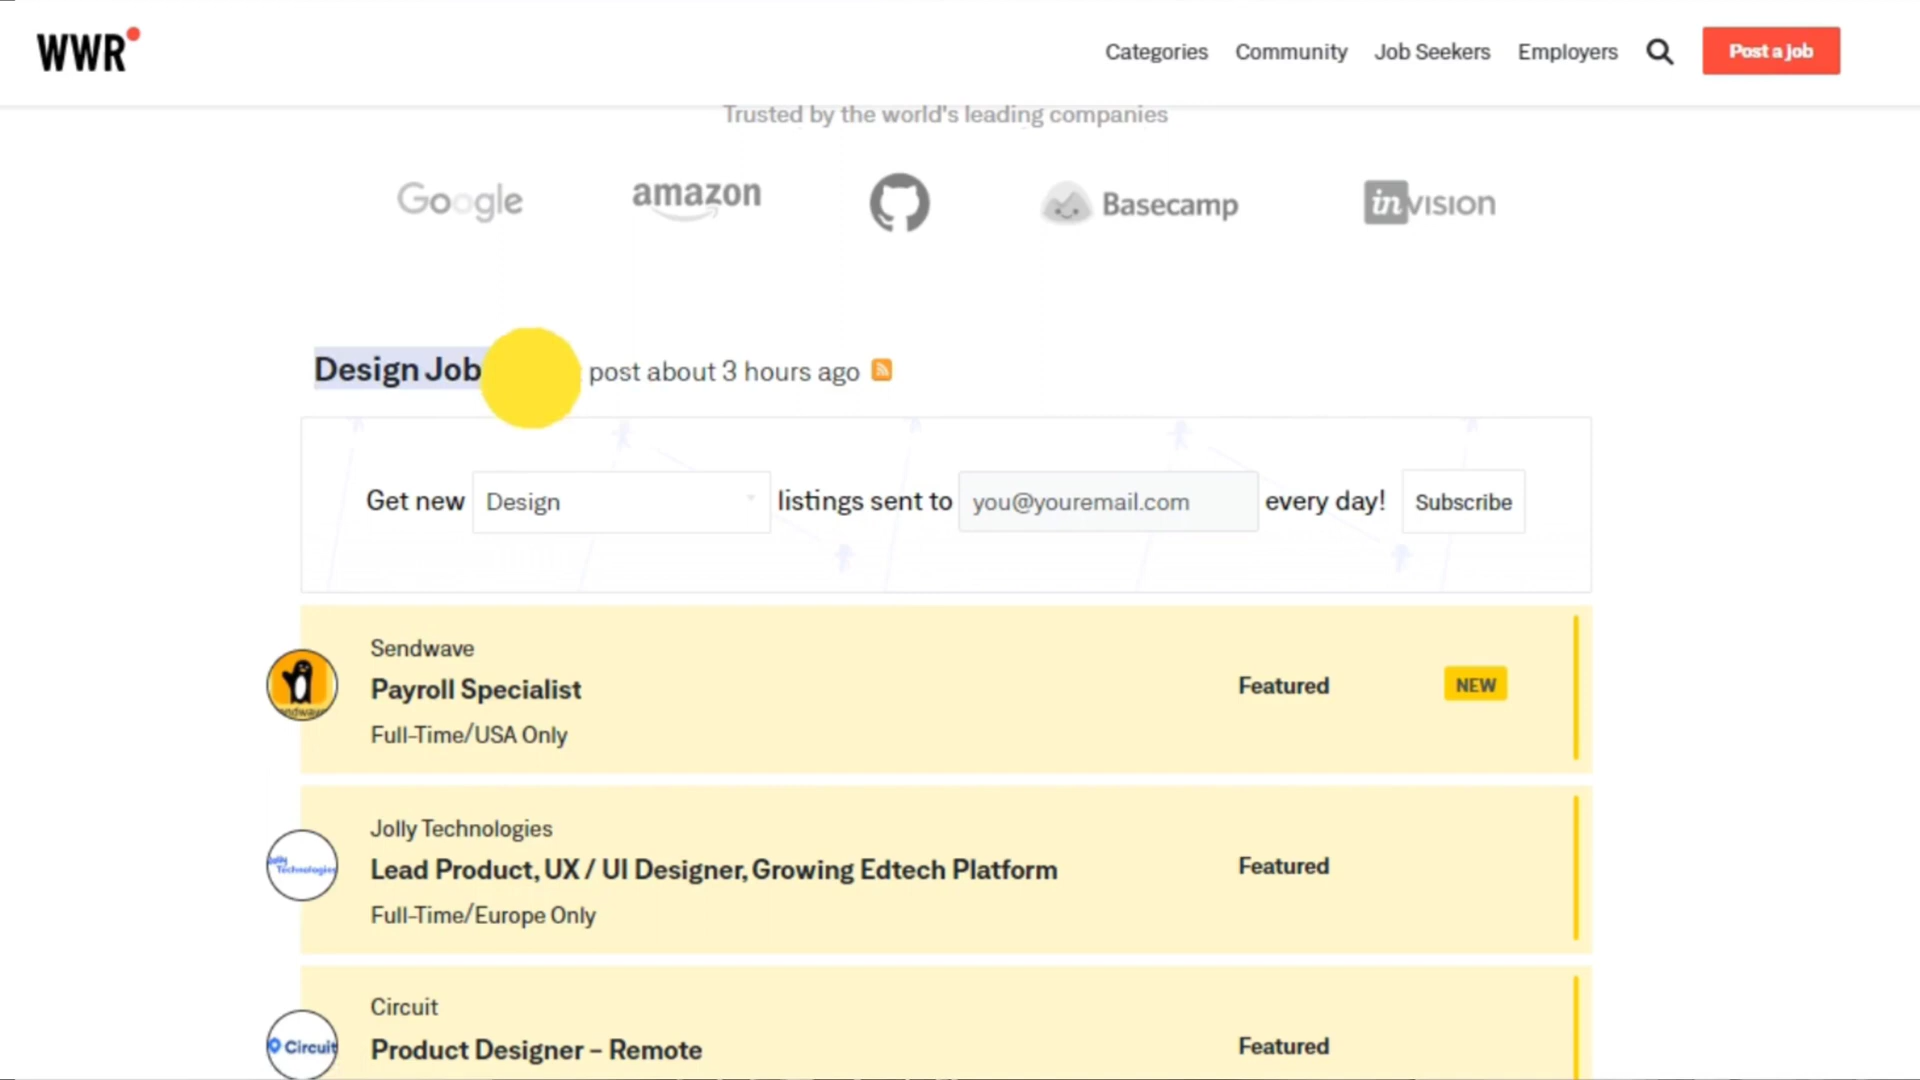 WWR
Categories Community Job Seekers Employers Post a Job
Trusted by the world's leading companies
Google amazon Basecamp invision
Design Job post about 3 hours ago
Get new Design listings sent to you@youremail.com every day! Subscribe
Sendwave
Payroll Specialist
Full-Time/USA Only
Featured
NEW
Jolly Technologies
Lead Product, UX / UI Designer, Growing Edtech Platform
Full-Time/Europe Only
Featured
Technologies
Circuit
Product Designer – Remote
Featured
Circuit